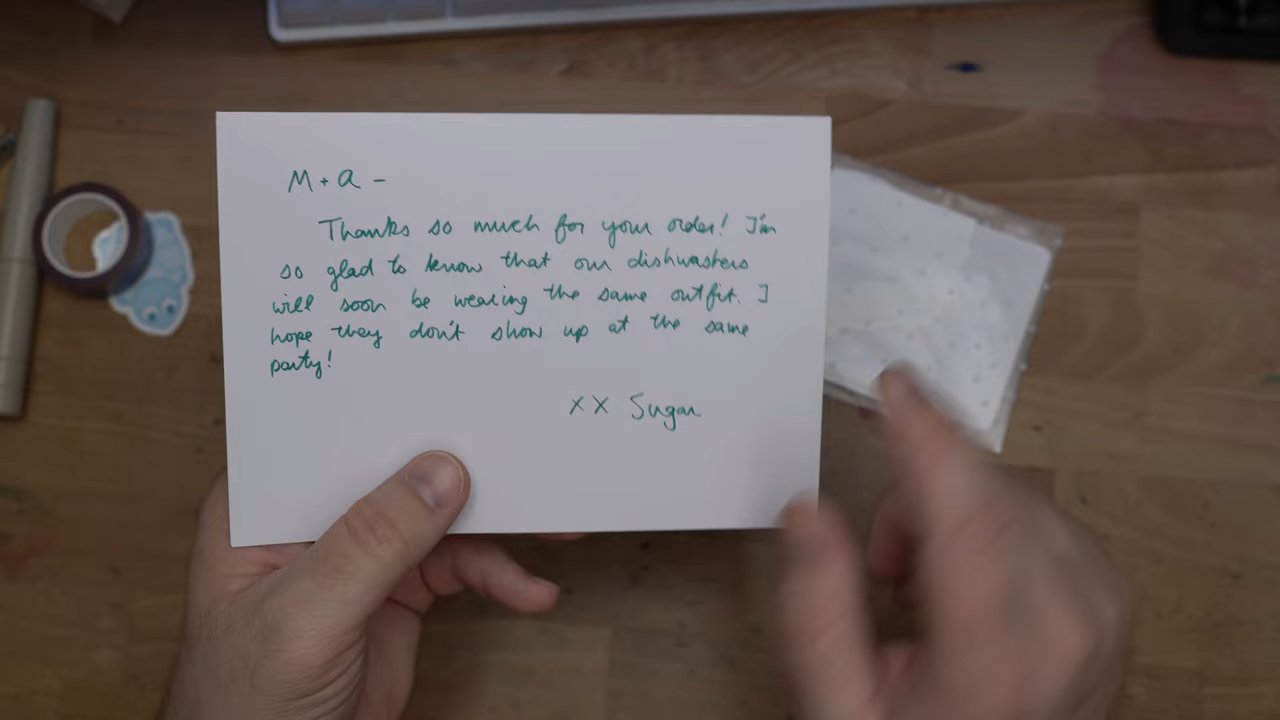 M + A -
Thanks so much for your order! I'm
so glad to know that our dishwashers
will soon be wearing the same outfit. I
hope they don't show up at the same
party!
XX Sugar